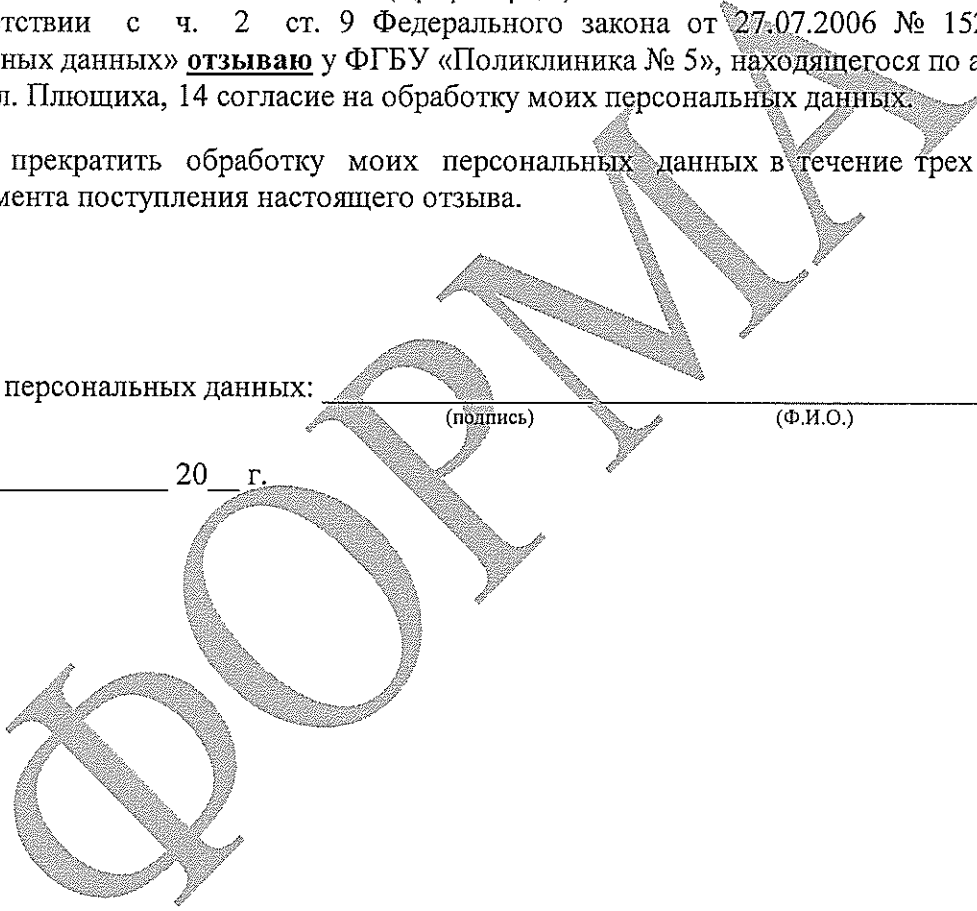 тствии с ч. 2 ст. 9 Федерального закона от 27.07.2006 № 15
ных данных» отзываю у ФГБУ «Поликлиника № 5», находящегося по а
л. Плющиха, 14 согласие на обработку моих персональных данных.
прекратить обработку моих персональных данных в течение трех
мента поступления настоящего отзыва.
персональных данных:
(подпись) (Ф.И.О.)
20__ г.
ФОРМА